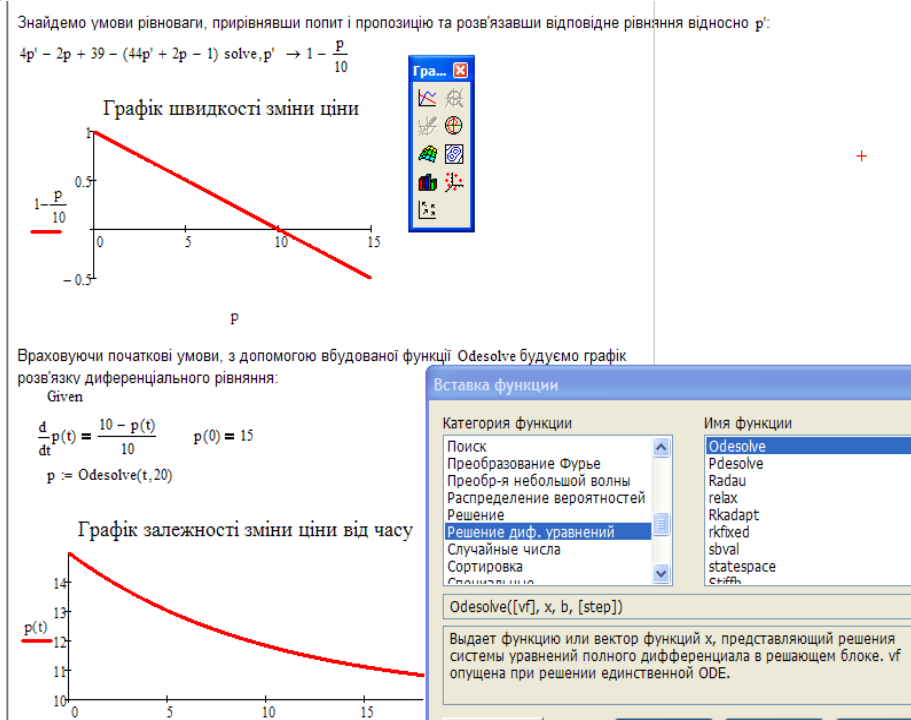 Знайдемо умови рівноваги, прирівнявши попит і пропозицію та розв'язавши відповідне рівняння відносно p':
4p' − 2p + 39 − (44p' + 2p − 1) solve,p' → 1 − p/10
Гра...
Графік швидкості зміни ціни
1
0.5
1−p/10
0 5 10 15
− 0.5
p
Враховуючи початкові умови, з допомогою вбудованої функції Odesolve будуємо графік
розв'язку диференціального рівняння:
Given
d/dt p(t) = (10 − p(t))/10 p(0) = 15
p := Odesolve(t,20)
Графік залежності зміни ціни від часу
14
13
p(t)
12
11
10
0 5 10 15
Вставка функции
Категория функции
Поиск
Преобразование Фурье
Преобр-я небольшой волны
Распределение вероятностей
Решение
Решение диф. уравнений
Случайные числа
Сортировка
Специальные
Имя функции
Odesolve
Pdesolve
Radau
relax
Rkadapt
rkfixed
sbval
statespace
Stiffb
Odesolve([vf], x, b, [step])
Выдает функцию или вектор функций x, представляющий решения
системы уравнений полного дифференциала в решающем блоке. vf
опущена при решении единственной ODE.